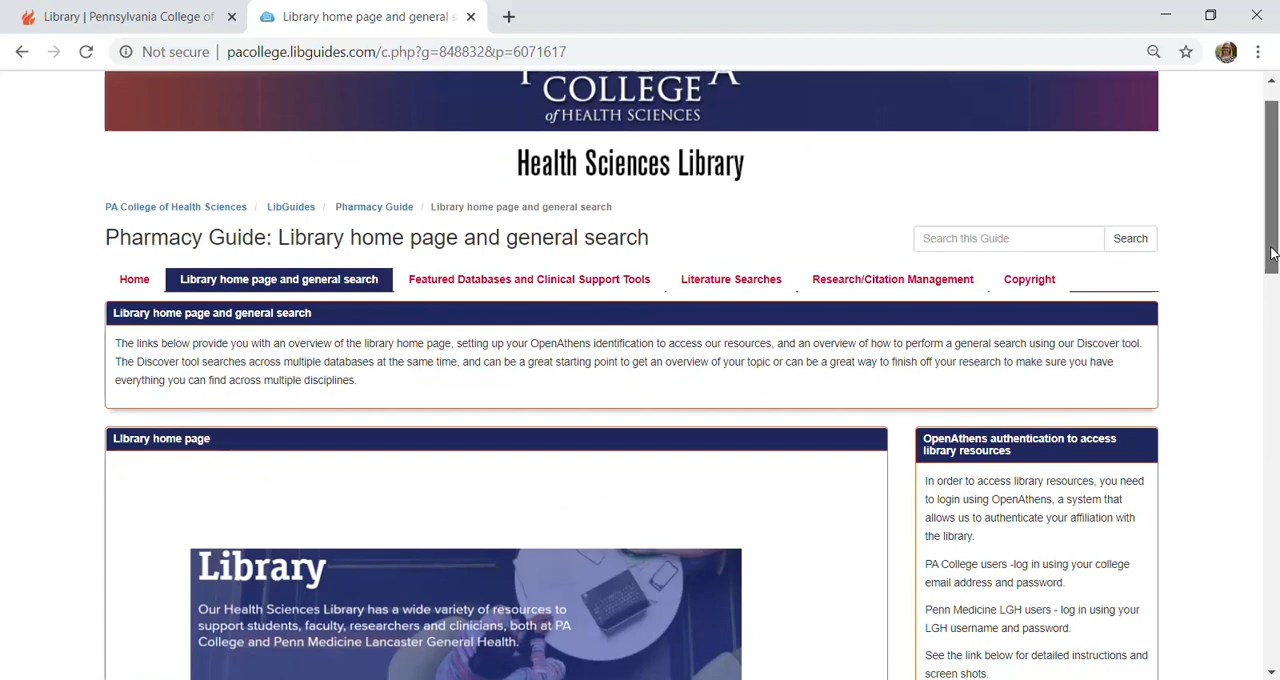 Library | Pennsylvania College of
Library home page and general s
Not secure | pacollege.libguides.com/c.php?g=848832&p=6071617
COLLEGE
of HEALTH SCIENCES
Health Sciences Library
PA College of Health Sciences / LibGuides / Pharmacy Guide / Library home page and general search
Pharmacy Guide: Library home page and general search
Search this Guide Search
Home Library home page and general search Featured Databases and Clinical Support Tools Literature Searches Research/Citation Management Copyright
Library home page and general search
The links below provide you with an overview of the library home page, setting up your OpenAthens identification to access our resources, and an overview of how to perform a general search using our Discover tool.
The Discover tool searches across multiple databases at the same time, and can be a great starting point to get an overview of your topic or can be a great way to finish off your research to make sure you have
everything you can find across multiple disciplines.
Library home page
Library
Our Health Sciences Library has a wide variety of resources to
support students, faculty, researchers and clinicians, both at PA
College and Penn Medicine Lancaster General Health.
OpenAthens authentication to access
library resources
In order to access library resources, you need
to login using OpenAthens, a system that
allows us to authenticate your affiliation with
the library.
PA College users -log in using your college
email address and password.
Penn Medicine LGH users - log in using your
LGH username and password.
See the link below for detailed instructions and
screen shots.